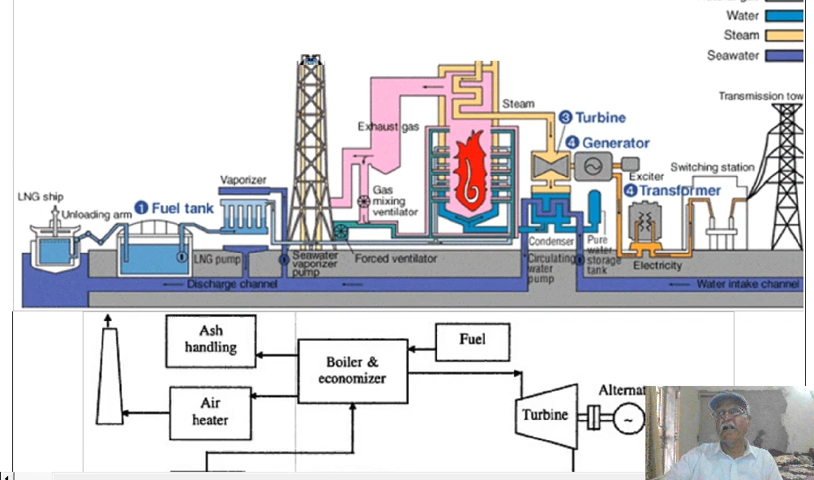 Water
Steam
Seawater
Transmission tow
Steam
3 Turbine
Exhaust gas
4 Generator
Switching station
Exciter
Vaporizer
4 Transformer
LNG ship
Gas
mixing
ventilator
Unloading arm
1 Fuel tank
Condenser
Pure
water
storage
tank
LNG pump
Seawater
vaporizer
pump
Forced ventilator
Circulating
water
pump
Electricity
Discharge channel
Water intake channel
Ash
handling
Fuel
Boiler &
economizer
Air
heater
Turbine
Alternat